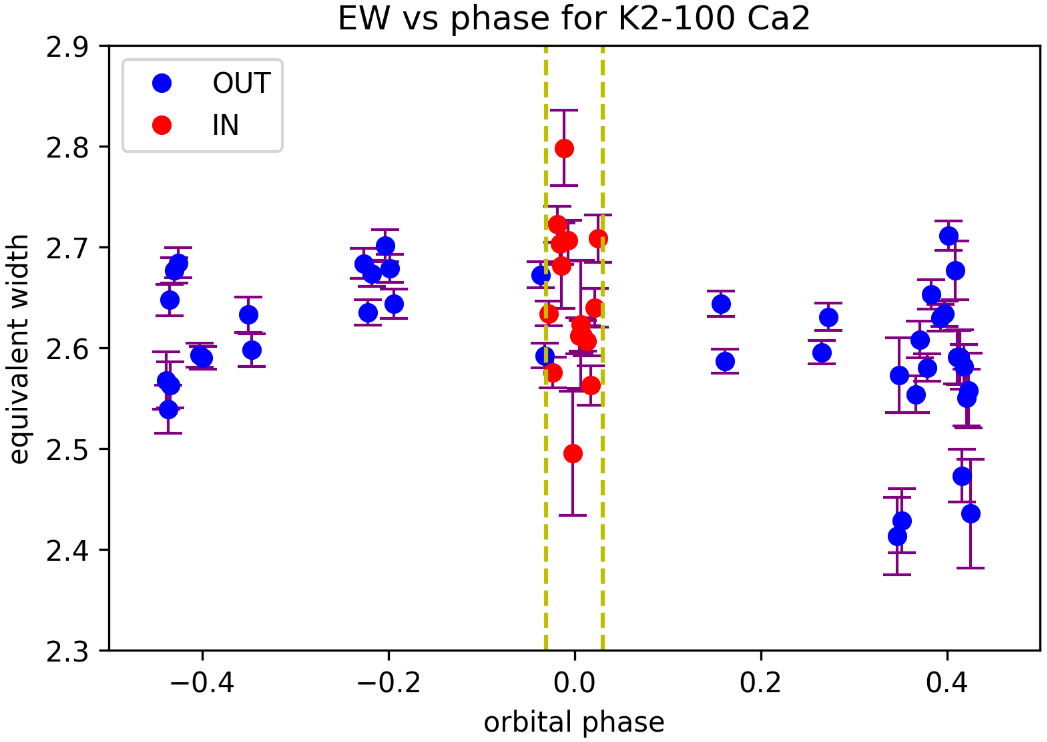 EW vs phase for K2-100 Ca2
OUT
IN
equivalent width
2.9
2.8
2.7
2.6
2.5
2.4
2.3
−0.4
−0.2
0.0
0.2
0.4
orbital phase